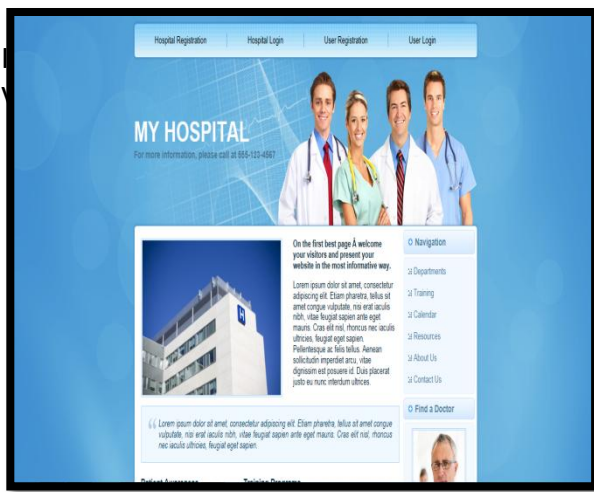 Hospital Registration
Hospital Login
User Registration
User Login
MY HOSPITAL
For more information, please call at 555-123-4567
On the first best page Â welcome
your visitors and present your
website in the most informative way.
Lorem ipsum dolor sit amet, consectetur
adipiscing elit. Etiam pharetra, tellus sit
amet congue vulputate, nisi erat iaculis
nibh, vitae feugiat sapien ante eget
mauris. Cras elit nisl, rhoncus nec iaculis
ultricies, feugiat eget sapien.
Pellentesque ac felis tellus. Aenean
sollicitudin imperdiet arcu, vitae
dignissim est posuere id. Duis placerat
justo eu nunc interdum ultrices.
H
Navigation
Departments
Training
Calendar
Resources
About Us
Contact Us
Find a Doctor
Lorem ipsum dolor sit amet, consectetur adipiscing elit. Etiam pharetra, tellus sit amet congue
vulputate, nisi erat iaculis nibh, vitae feugiat sapien ante eget mauris. Cras elit nisl, rhoncus
nec iaculis ultricies, feugiat eget sapien.
Patient Awareness
Training Programs